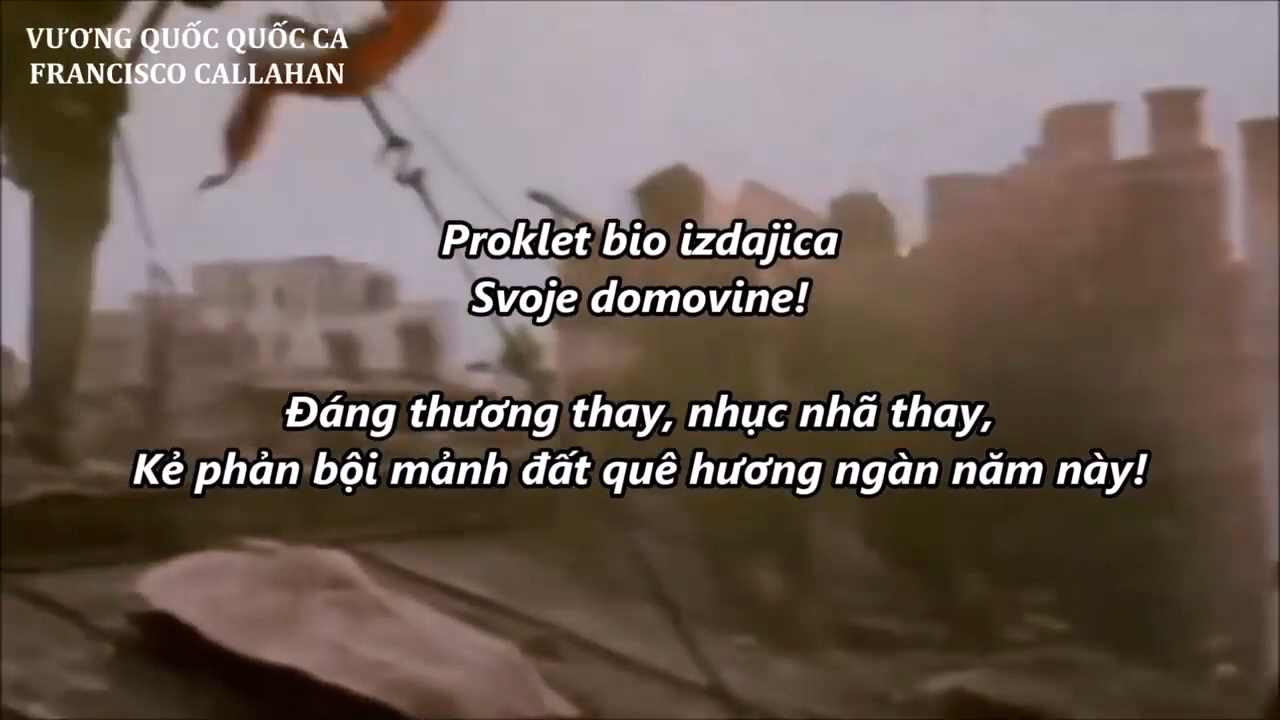 VƯƠNG QUỐC QUỐC CA
FRANCISCO CALLAHAN
Proklet bio izdajica
Svoje domovine!
Đáng thương thay, nhục nhã thay,
Kẻ phản bội mảnh đất quê hương ngàn năm này!